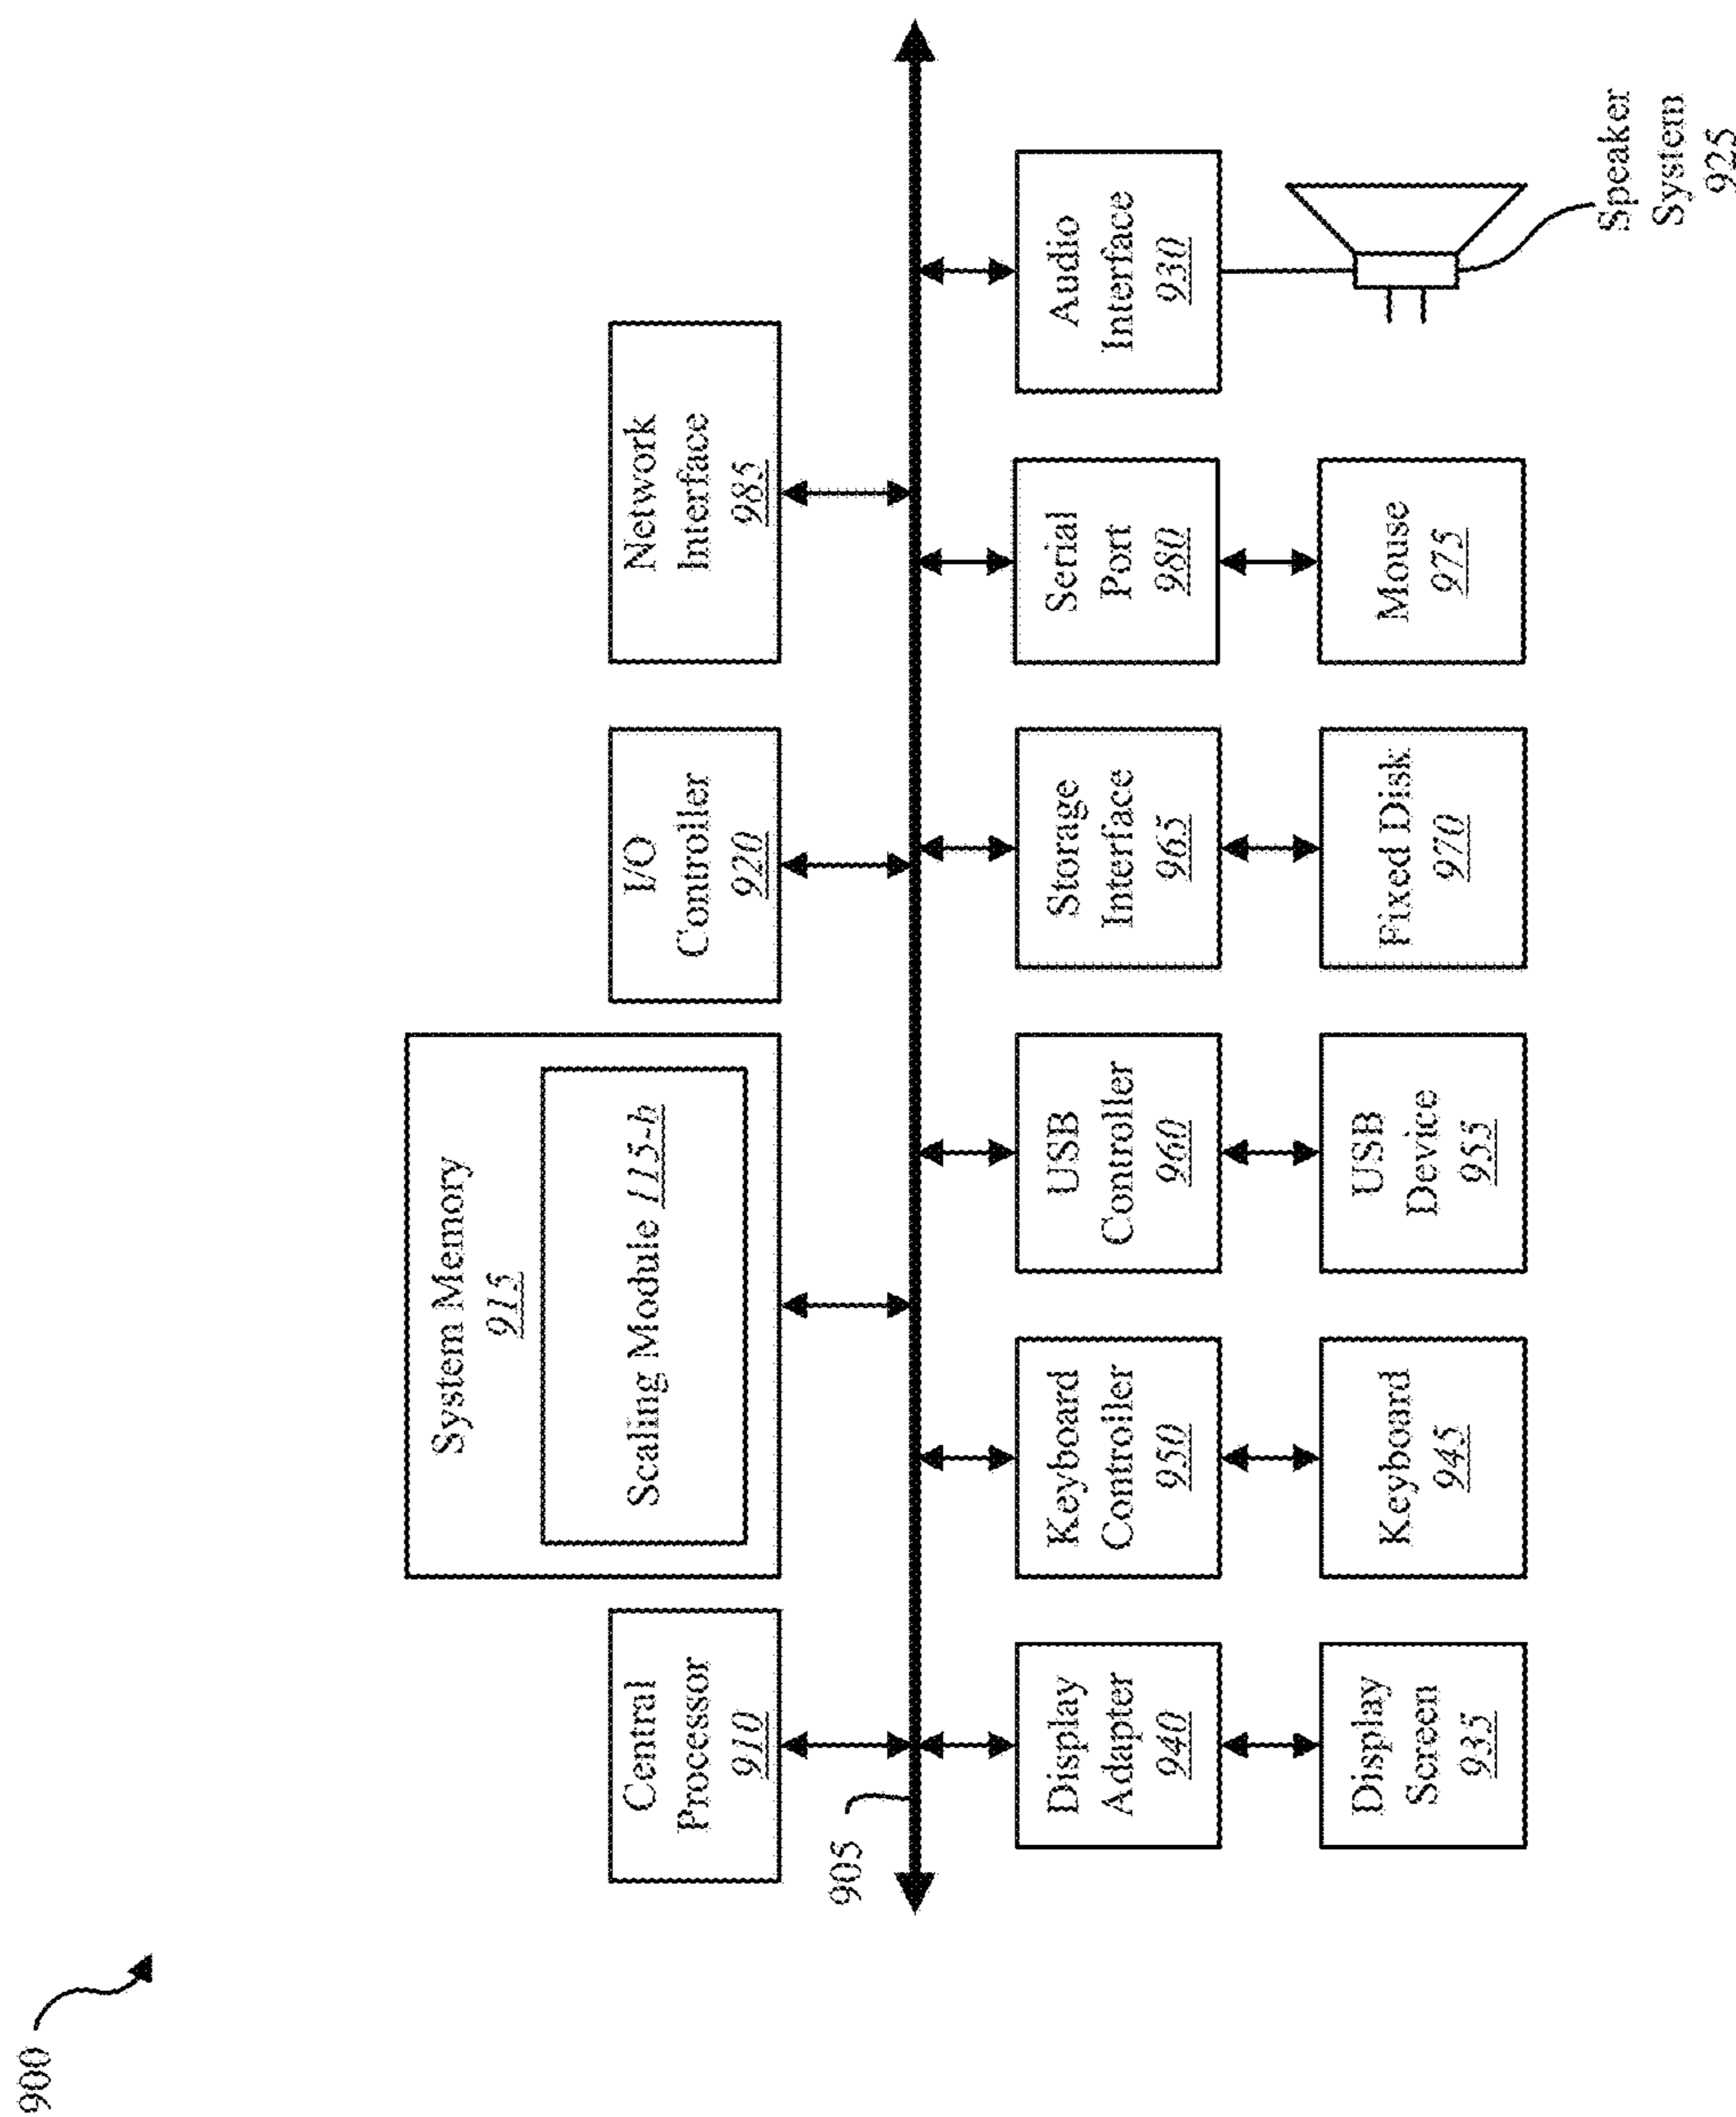 900
System Memory
915
Scaling Module 115-h
Central
Processor
910
I/O
Controller
920
Network
Interface
985
905
Display
Adapter
940
Keyboard
Controller
950
USB
Controller
960
Storage
Interface
965
Serial
Port
980
Audio
Interface
930
Display
Screen
935
Keyboard
945
USB
Device
955
Fixed Disk
970
Mouse
975
Speaker
System
925